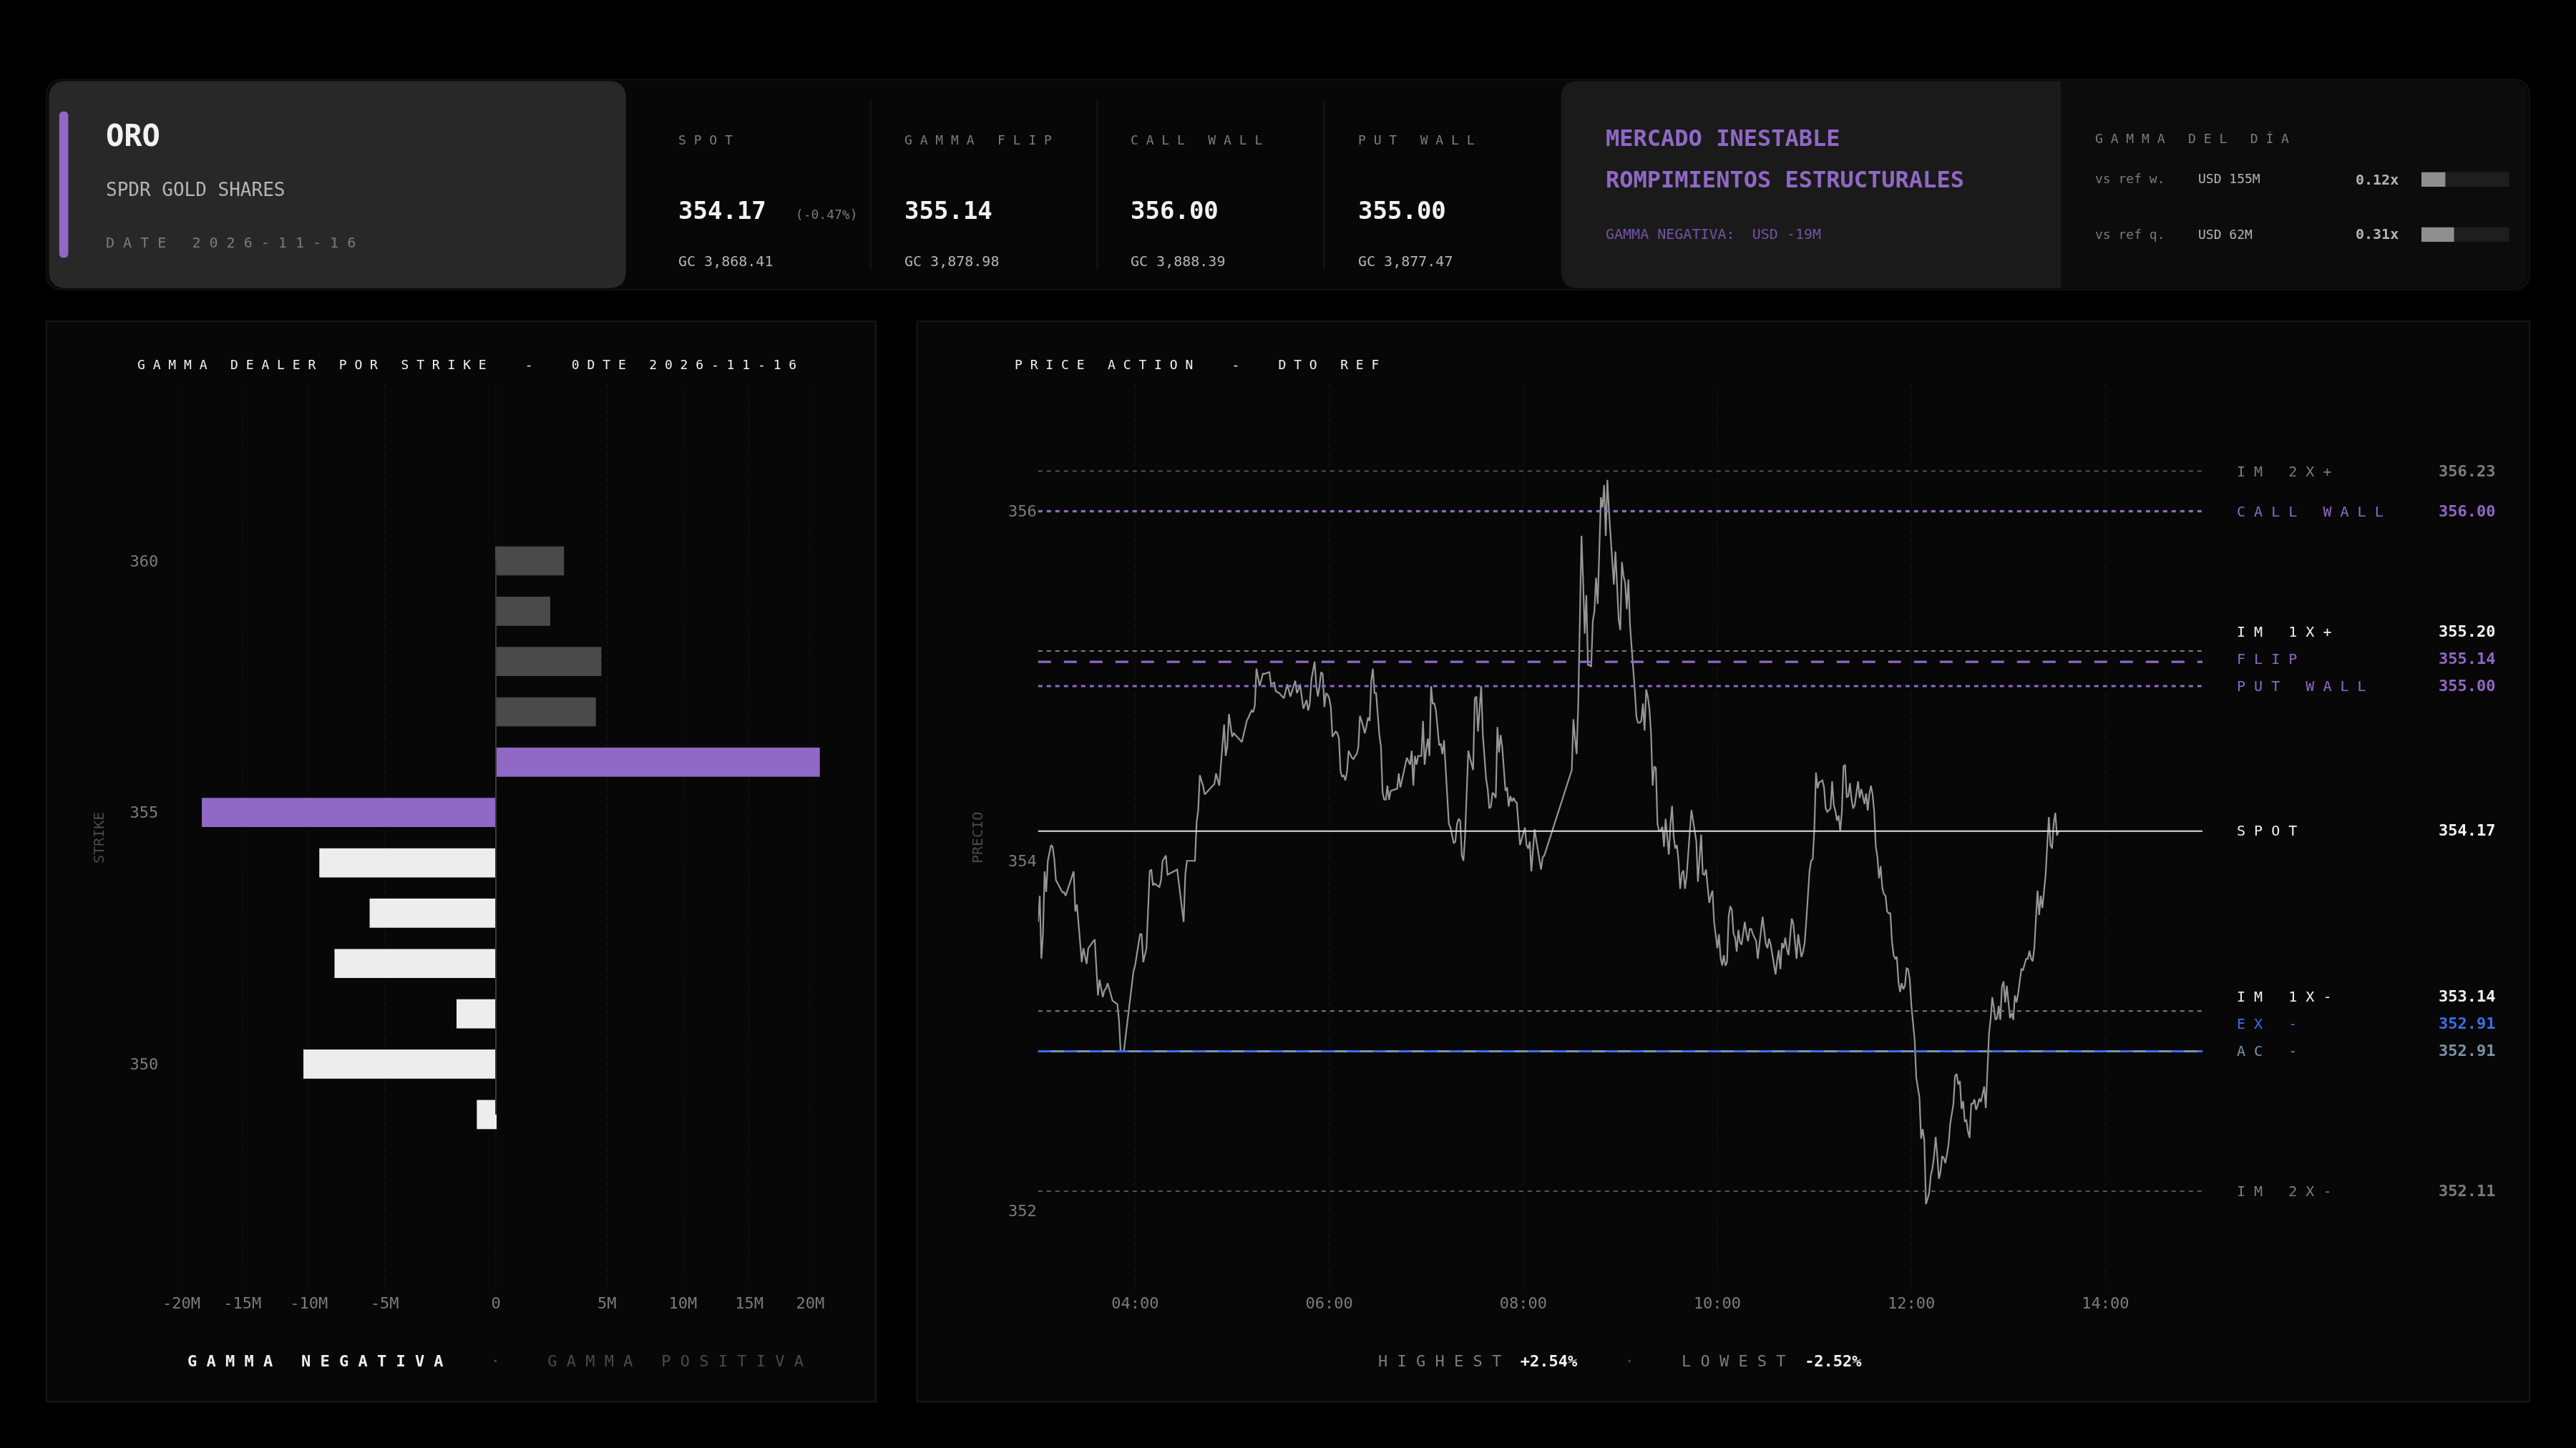 ORO
SPDR GOLD SHARES
DATE 2026-11-16
SPOT
354.17 (-0.47%)
GC 3,868.41
GAMMA FLIP
355.14
GC 3,878.98
CALL WALL
356.00
GC 3,888.39
PUT WALL
355.00
GC 3,877.47
MERCADO INESTABLE
ROMPIMIENTOS ESTRUCTURALES
GAMMA NEGATIVA: USD -19M
GAMMA DEL DÍA
vs ref w. USD 155M 0.12x
vs ref q. USD 62M 0.31x
GAMMA DEALER POR STRIKE - 0DTE 2026-11-16
STRIKE
360
355
350
-20M -15M -10M -5M 0 5M 10M 15M 20M
GAMMA NEGATIVA · GAMMA POSITIVA
PRICE ACTION - DTO REF
PRECIO
356
354
352
IM 2X+ 356.23
CALL WALL 356.00
IM 1X+ 355.20
FLIP 355.14
PUT WALL 355.00
SPOT 354.17
IM 1X- 353.14
EX - 352.91
AC - 352.91
IM 2X- 352.11
04:00 06:00 08:00 10:00 12:00 14:00
HIGHEST +2.54% · LOWEST -2.52%